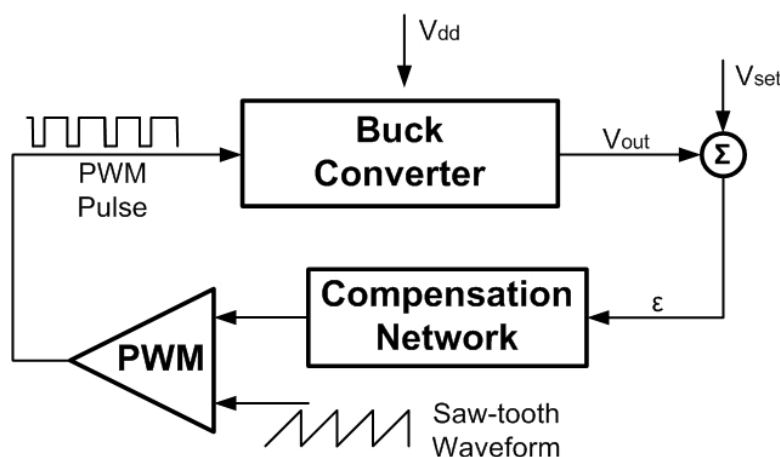 Vdd
Vset
Buck
Converter
Vout
Σ
PWM
Pulse
Compensation
Network
ε
PWM
Saw-tooth
Waveform